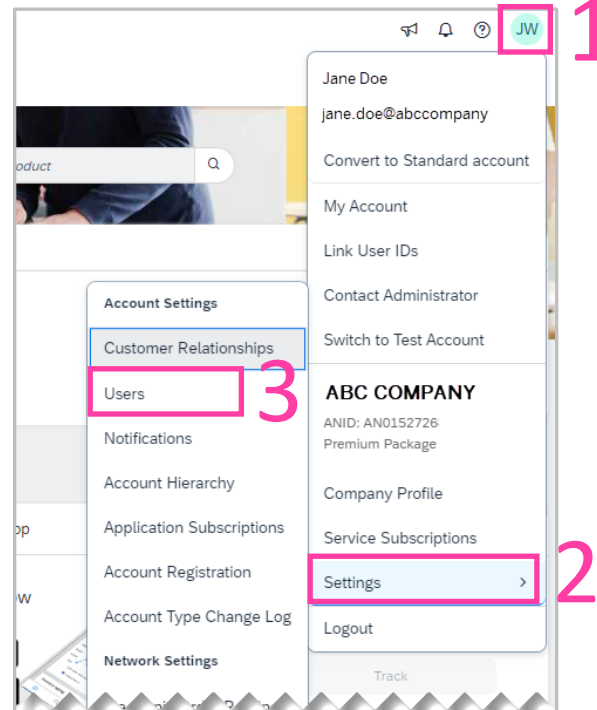 JW
1
Jane Doe
jane.doe@abccompany
Convert to Standard account
oduct
My Account
Link User IDs
Contact Administrator
Switch to Test Account
Account Settings
Customer Relationships
Users
3
Notifications
Account Hierarchy
Application Subscriptions
Account Registration
Account Type Change Log
Network Settings
ABC COMPANY
ANID: AN0152726
Premium Package
Company Profile
Service Subscriptions
Settings
2
Logout
Track
op